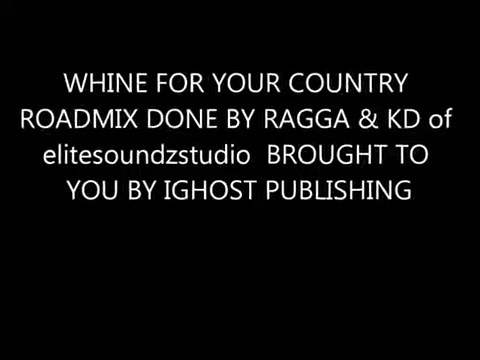 WHINE FOR YOUR COUNTRY
ROADMIX DONE BY RAGGA & KD of
elitesoundzstudio  BROUGHT TO
YOU BY IGHOST PUBLISHING